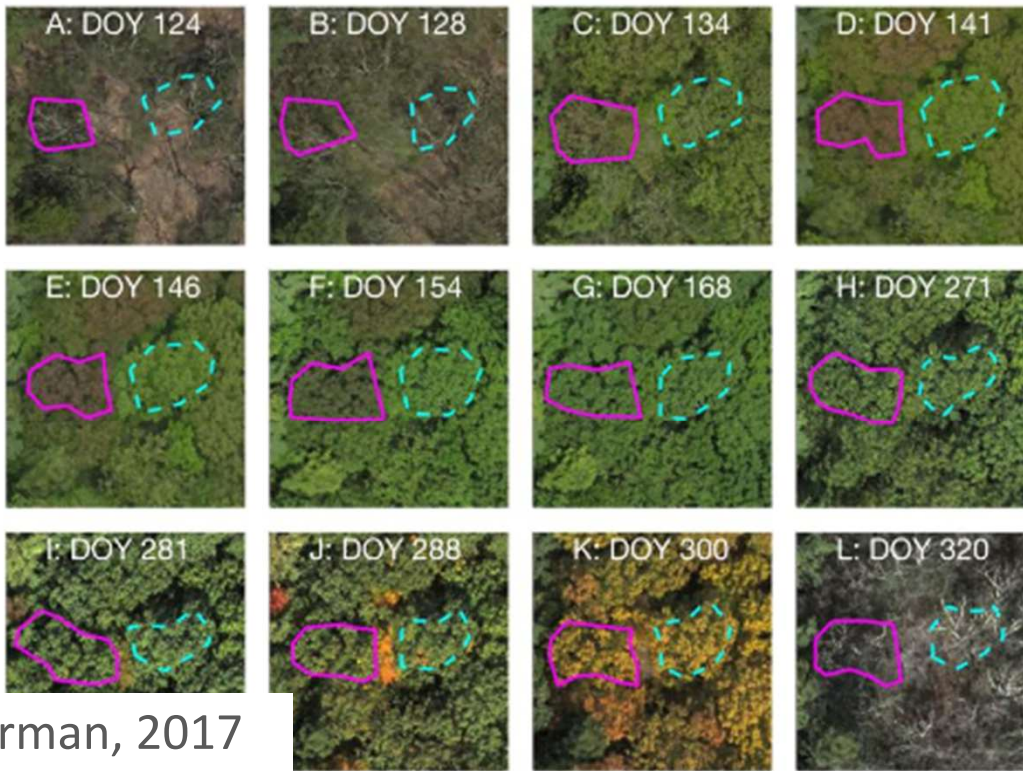 A: DOY 124
B: DOY 128
C: DOY 134
D: DOY 141
E: DOY 146
F: DOY 154
G: DOY 168
H: DOY 271
I: DOY 281
J: DOY 288
K: DOY 300
L: DOY 320
rman, 2017